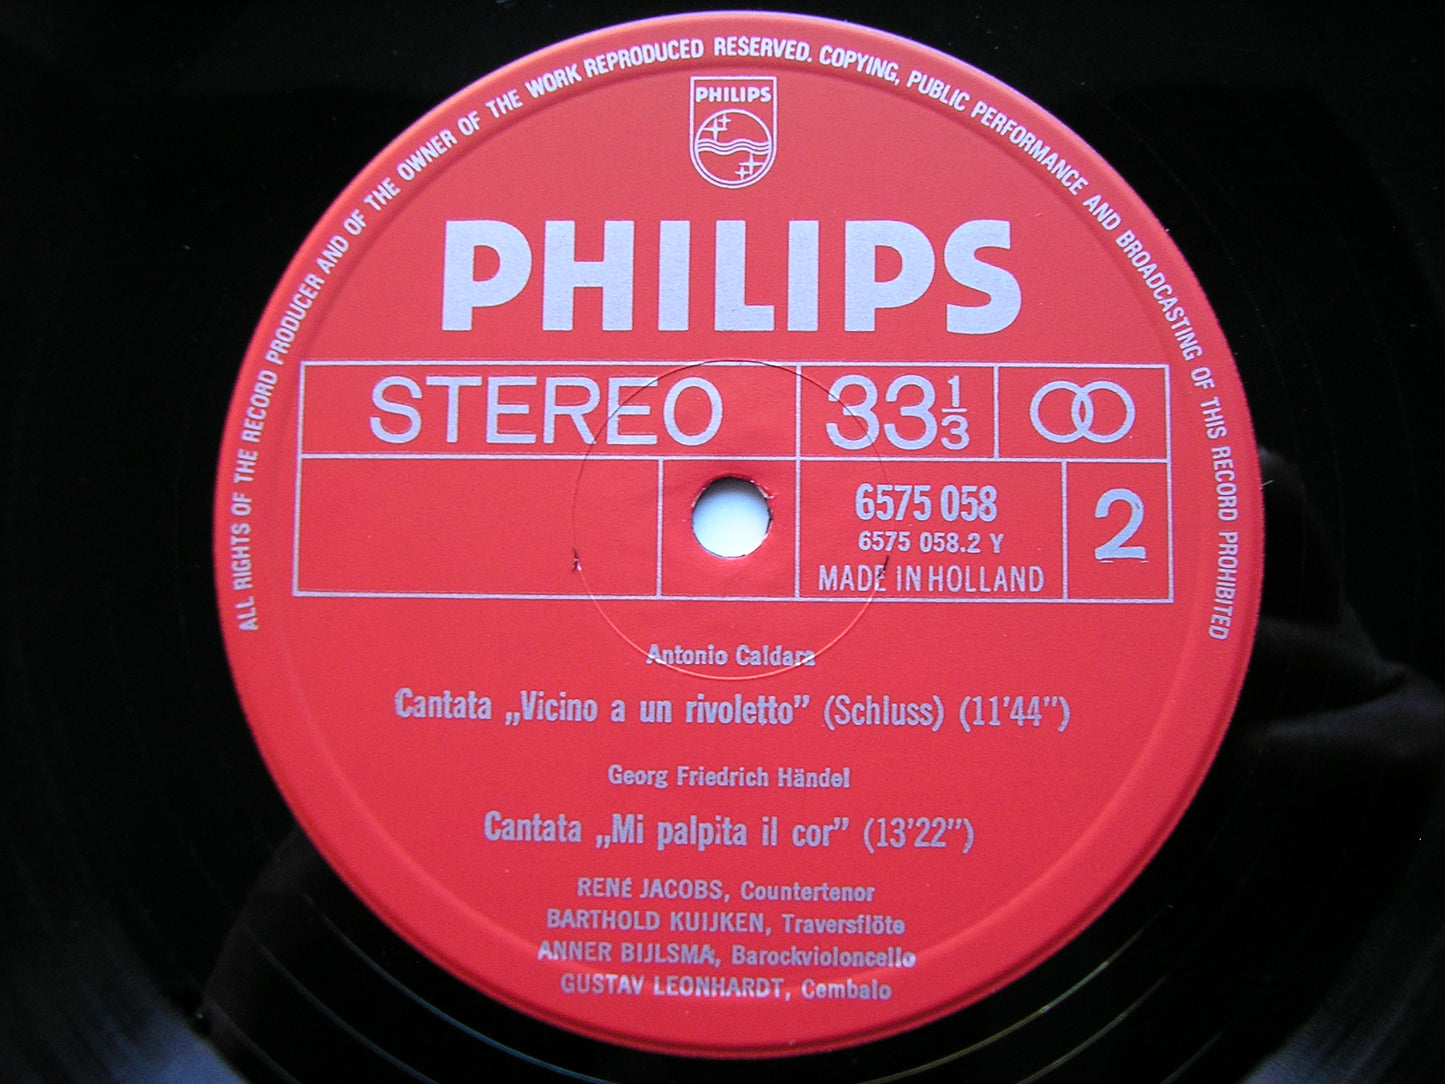 ALL RIGHTS OF THE RECORD PRODUCER AND OF THE OWNER OF THE WORK REPRODUCED RESERVED. COPYING, PUBLIC PERFORMANCE AND BROADCASTING OF THIS RECORD PROHIBITED
PHILIPS
PHILIPS
STEREO 33 1/3
6575 058
6575 058.2 Y
MADE IN HOLLAND
2
Antonio Caldara
Cantata „Vicino a un rivoletto” (Schluss) (11'44")
Georg Friedrich Händel
Cantata „Mi palpita il cor” (13'22")
RENÉ JACOBS, Countertenor
BARTHOLD KUIJKEN, Traversflöte
ANNER BIJLSMA, Barockvioloncello
GUSTAV LEONHARDT, Cembalo